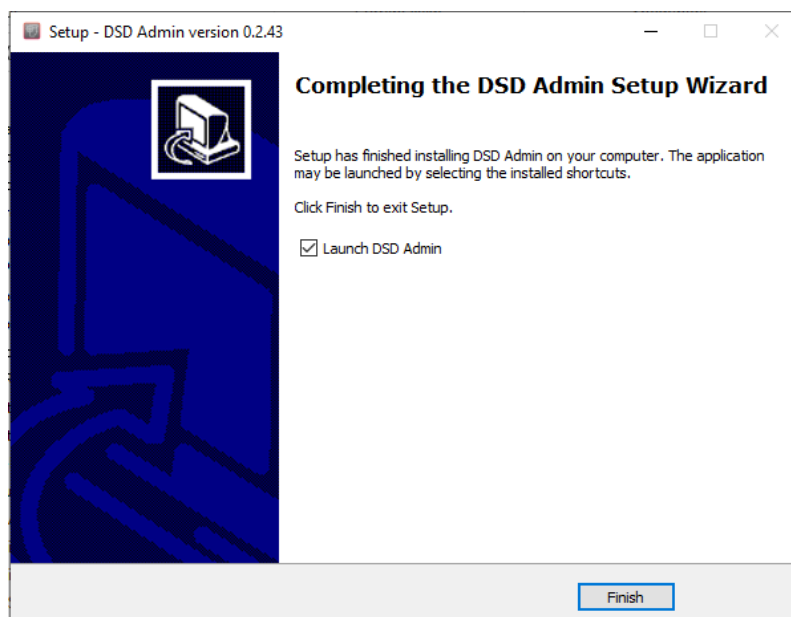 Setup - DSD Admin version 0.2.43
Completing the DSD Admin Setup Wizard
Setup has finished installing DSD Admin on your computer. The application
may be launched by selecting the installed shortcuts.
Click Finish to exit Setup.
Launch DSD Admin
Finish